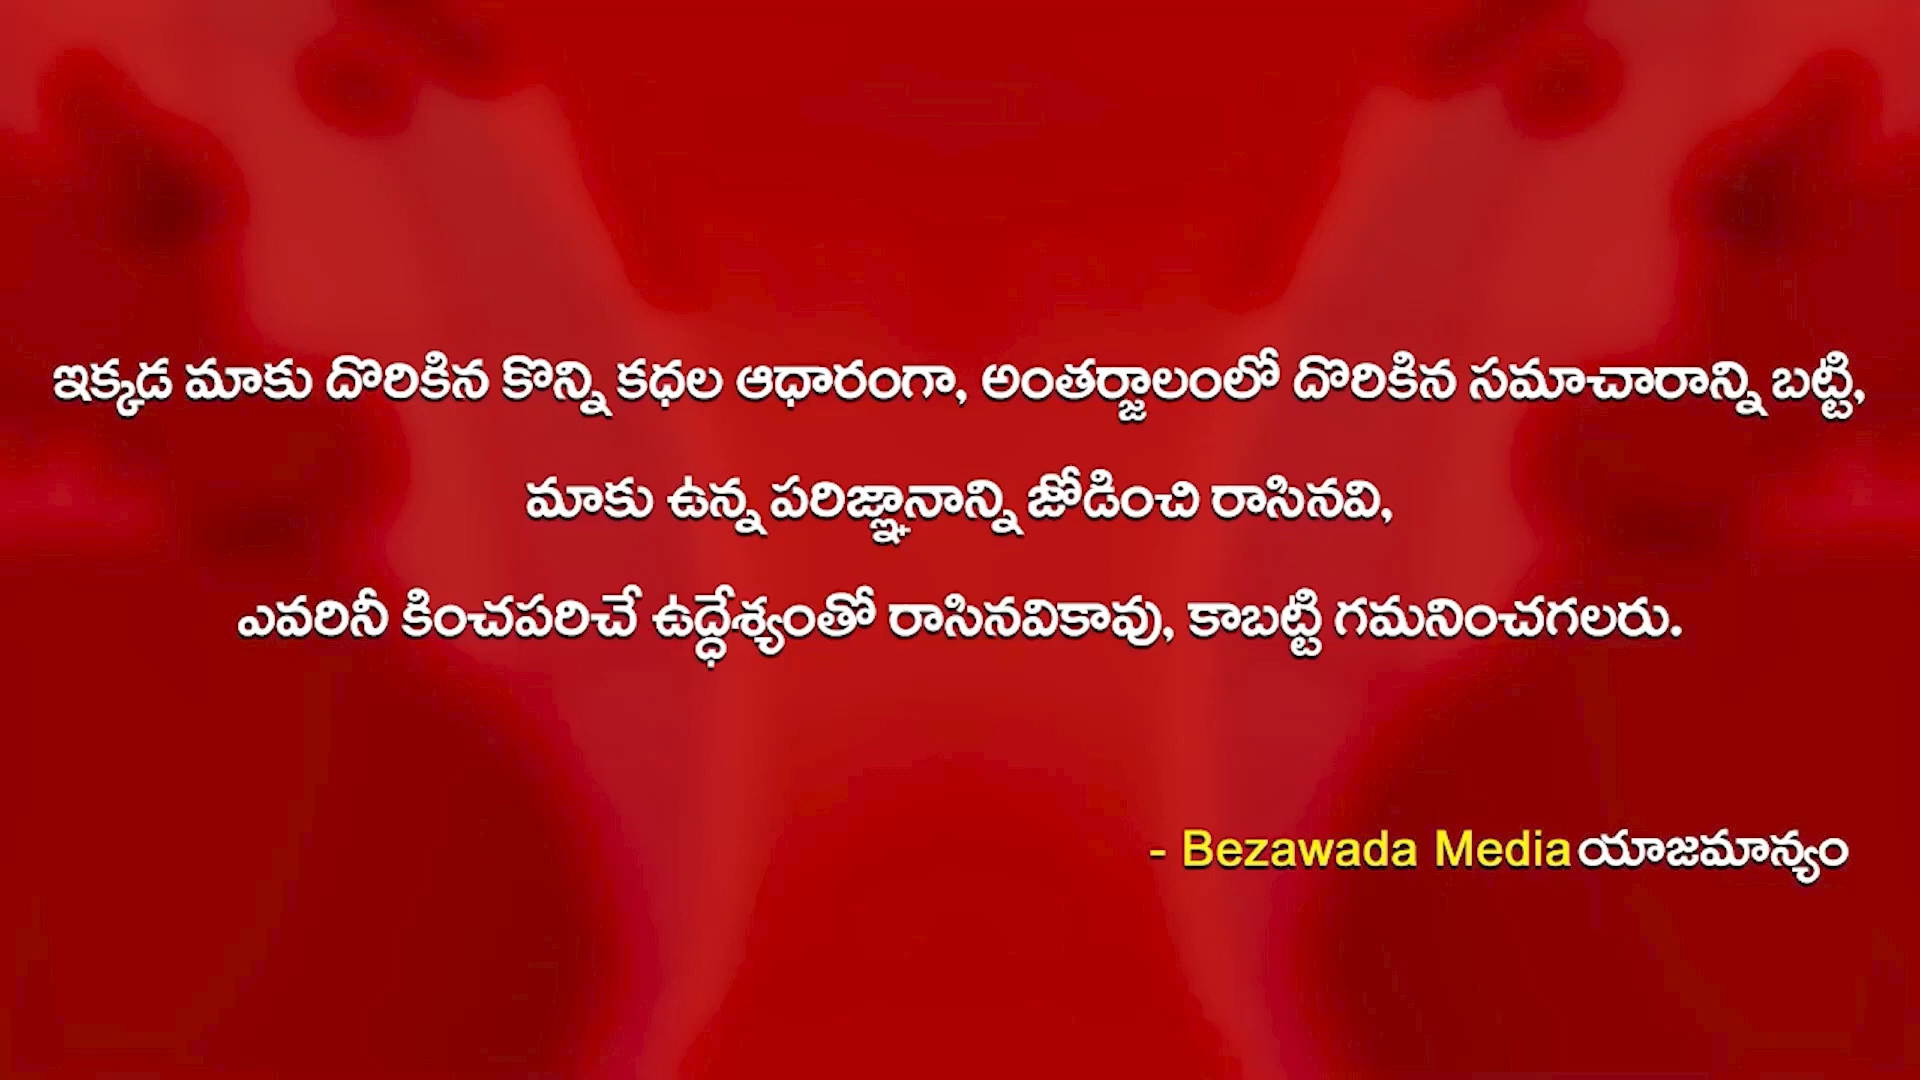 ఇక్కడ మాకు దొరికిన కొన్ని కధల ఆధారంగా, అంతర్జాలంలో దొరికిన సమాచారాన్ని బట్టి,
మాకు ఉన్న పరిజ్ఞానాన్ని జోడించి రాసినవి,
ఎవరినీ కించపరిచే ఉద్ధేశ్యంతో రాసినవికావు, కాబట్టి గమనించగలరు.
- Bezawada Media యాజమాన్యం